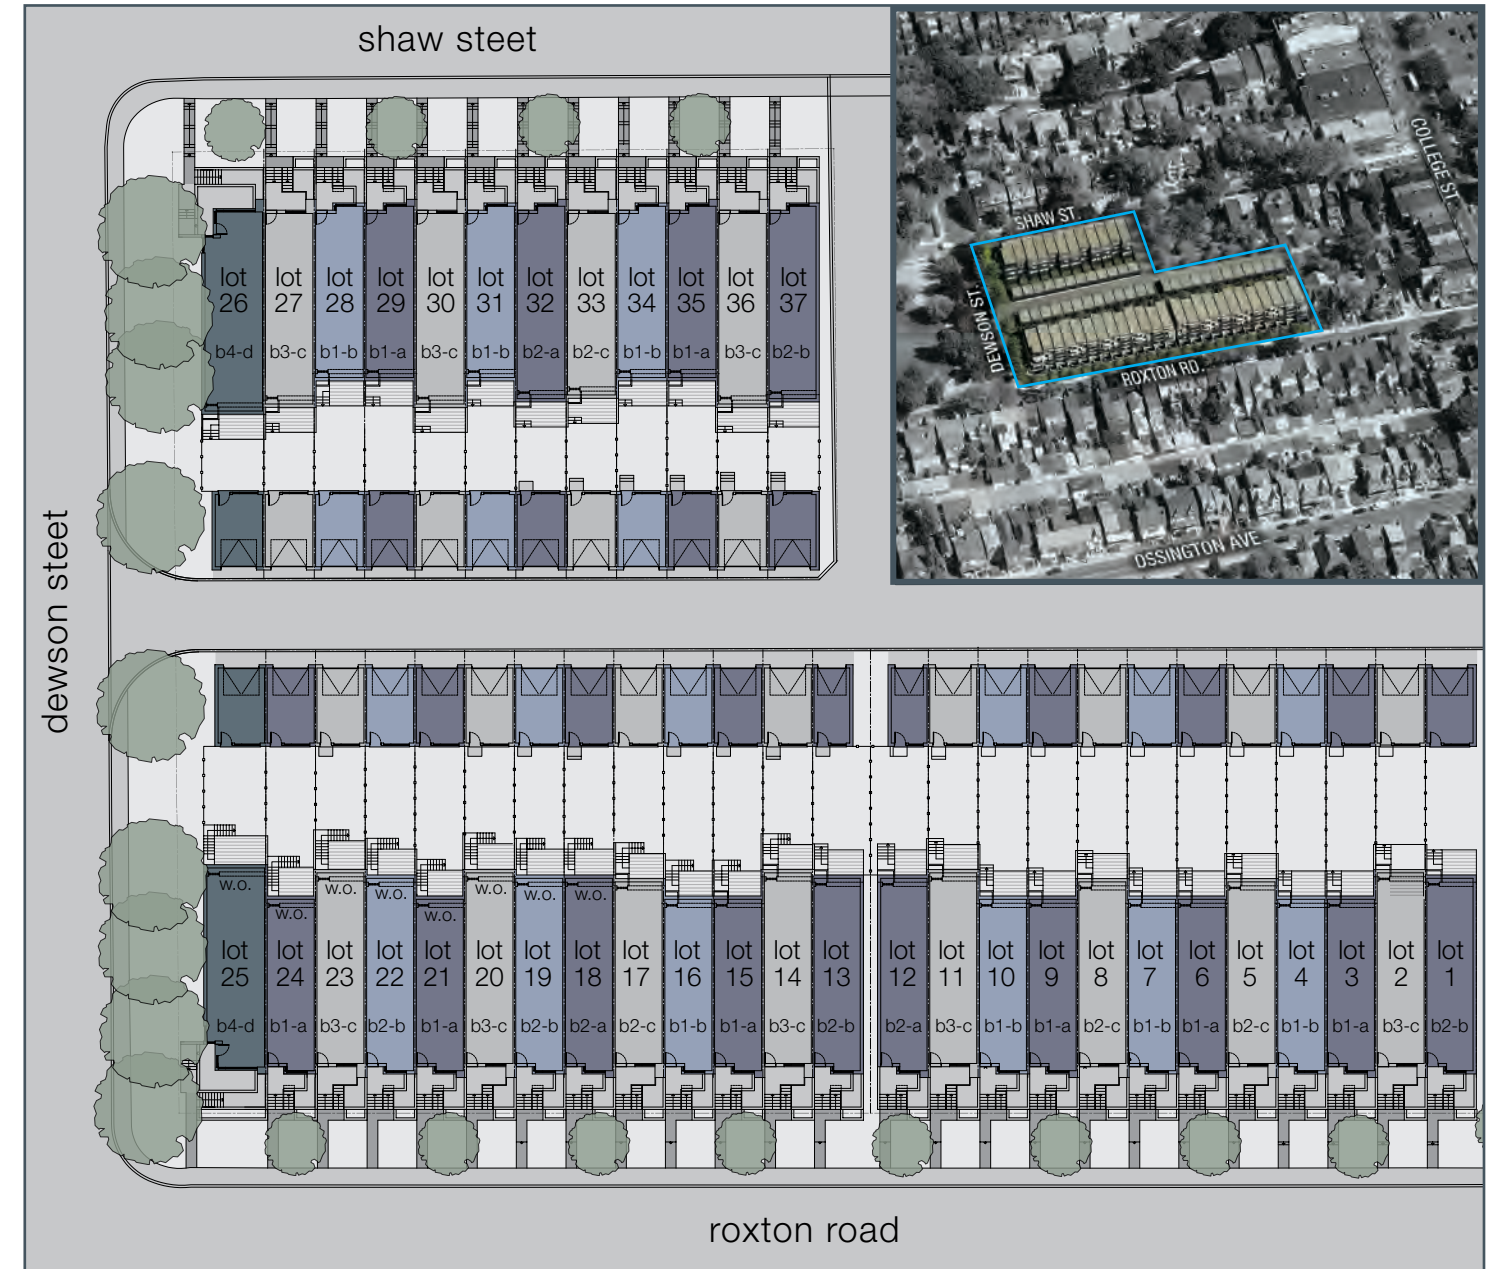 shaw steet
COLLEGE ST.
SHAW ST.
DEWSON ST.
ROXTON RD.
OSSINGTON AVE
lot lot lot lot lot lot lot lot lot lot lot lot
26 27 28 29 30 31 32 33 34 35 36 37
b4-d b3-c b1-b b1-a b3-c b1-b b2-a b2-c b1-b b1-a b3-c b2-b
dewson steet
w.o. w.o. w.o. w.o. w.o. w.o. w.o. w.o.
lot lot lot lot lot lot lot lot lot lot lot lot lot lot lot lot lot lot lot lot lot lot lot lot lot
25 24 23 22 21 20 19 18 17 16 15 14 13 12 11 10 9 8 7 6 5 4 3 2 1
b4-d b1-a b3-c b2-b b1-a b3-c b2-b b2-a b2-c b1-b b1-a b3-c b2-b b2-a b3-c b1-b b1-a b2-c b1-b b1-a b2-c b1-b b1-a b3-c b2-b
roxton road